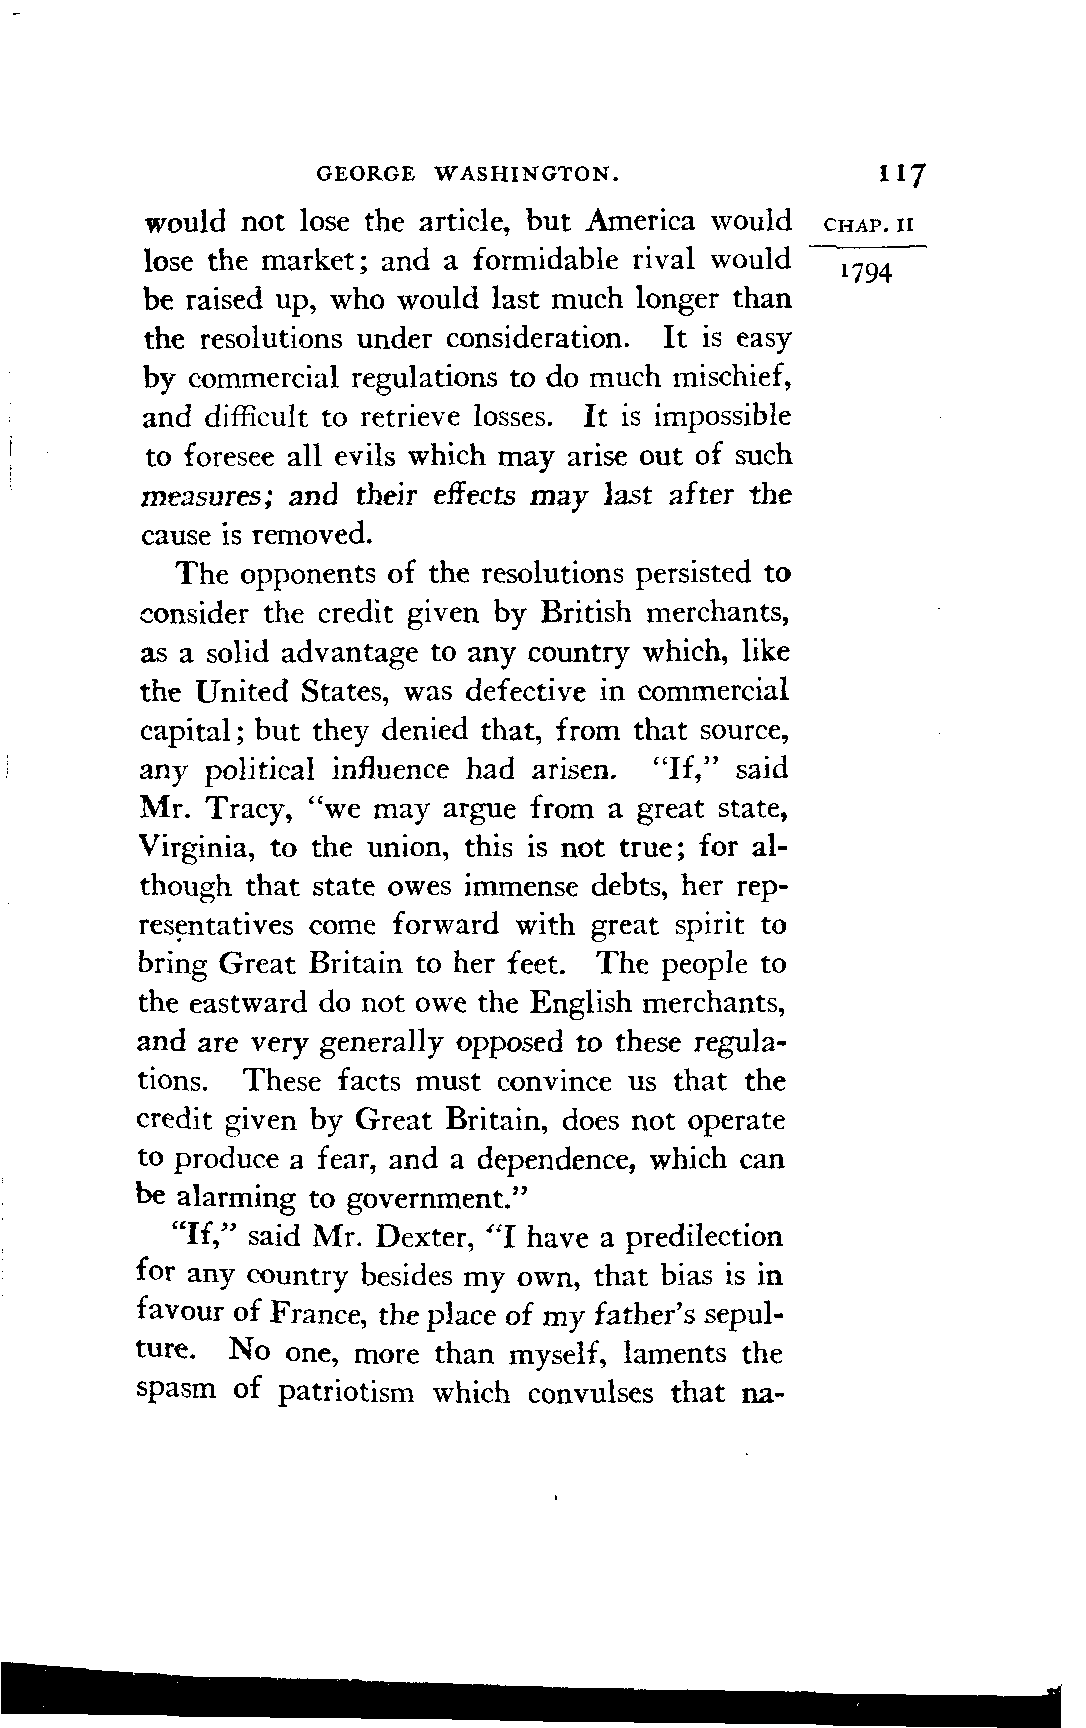 GEORGE WASHINGTON. 117
CHAP. II
1794
would not lose the article, but America would
lose the market; and a formidable rival would
be raised up, who would last much longer than
the resolutions under consideration. It is easy
by commercial regulations to do much mischief,
and difficult to retrieve losses. It is impossible
to foresee all evils which may arise out of such
measures; and their effects may last after the
cause is removed.
The opponents of the resolutions persisted to
consider the credit given by British merchants,
as a solid advantage to any country which, like
the United States, was defective in commercial
capital; but they denied that, from that source,
any political influence had arisen. “If,” said
Mr. Tracy, “we may argue from a great state,
Virginia, to the union, this is not true; for al-
though that state owes immense debts, her rep-
resentatives come forward with great spirit to
bring Great Britain to her feet. The people to
the eastward do not owe the English merchants,
and are very generally opposed to these regula-
tions. These facts must convince us that the
credit given by Great Britain, does not operate
to produce a fear, and a dependence, which can
be alarming to government.”
“If,” said Mr. Dexter, “I have a predilection
for any country besides my own, that bias is in
favour of France, the place of my father’s sepul-
ture. No one, more than myself, laments the
spasm of patriotism which convulses that na-